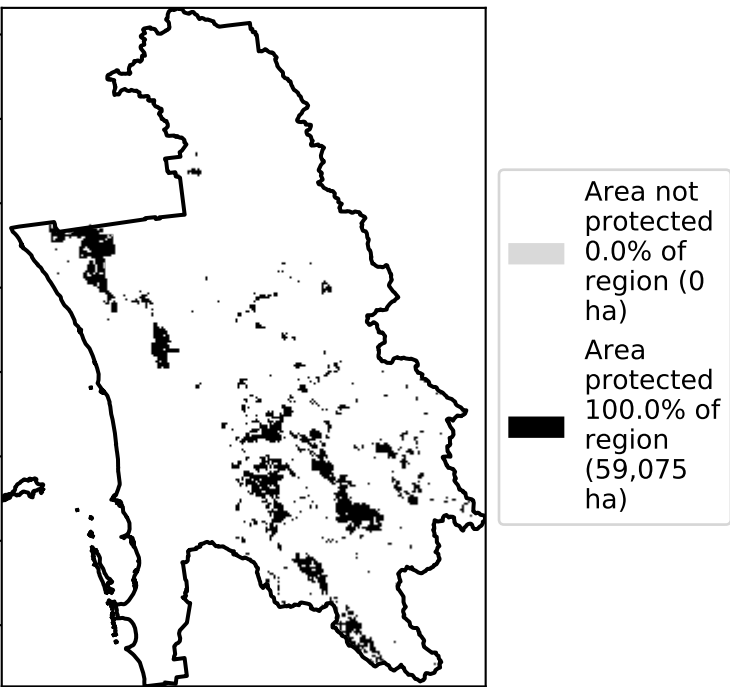 Area not
protected
0.0% of
region (0
ha)
Area
protected
100.0% of
region
(59,075
ha)